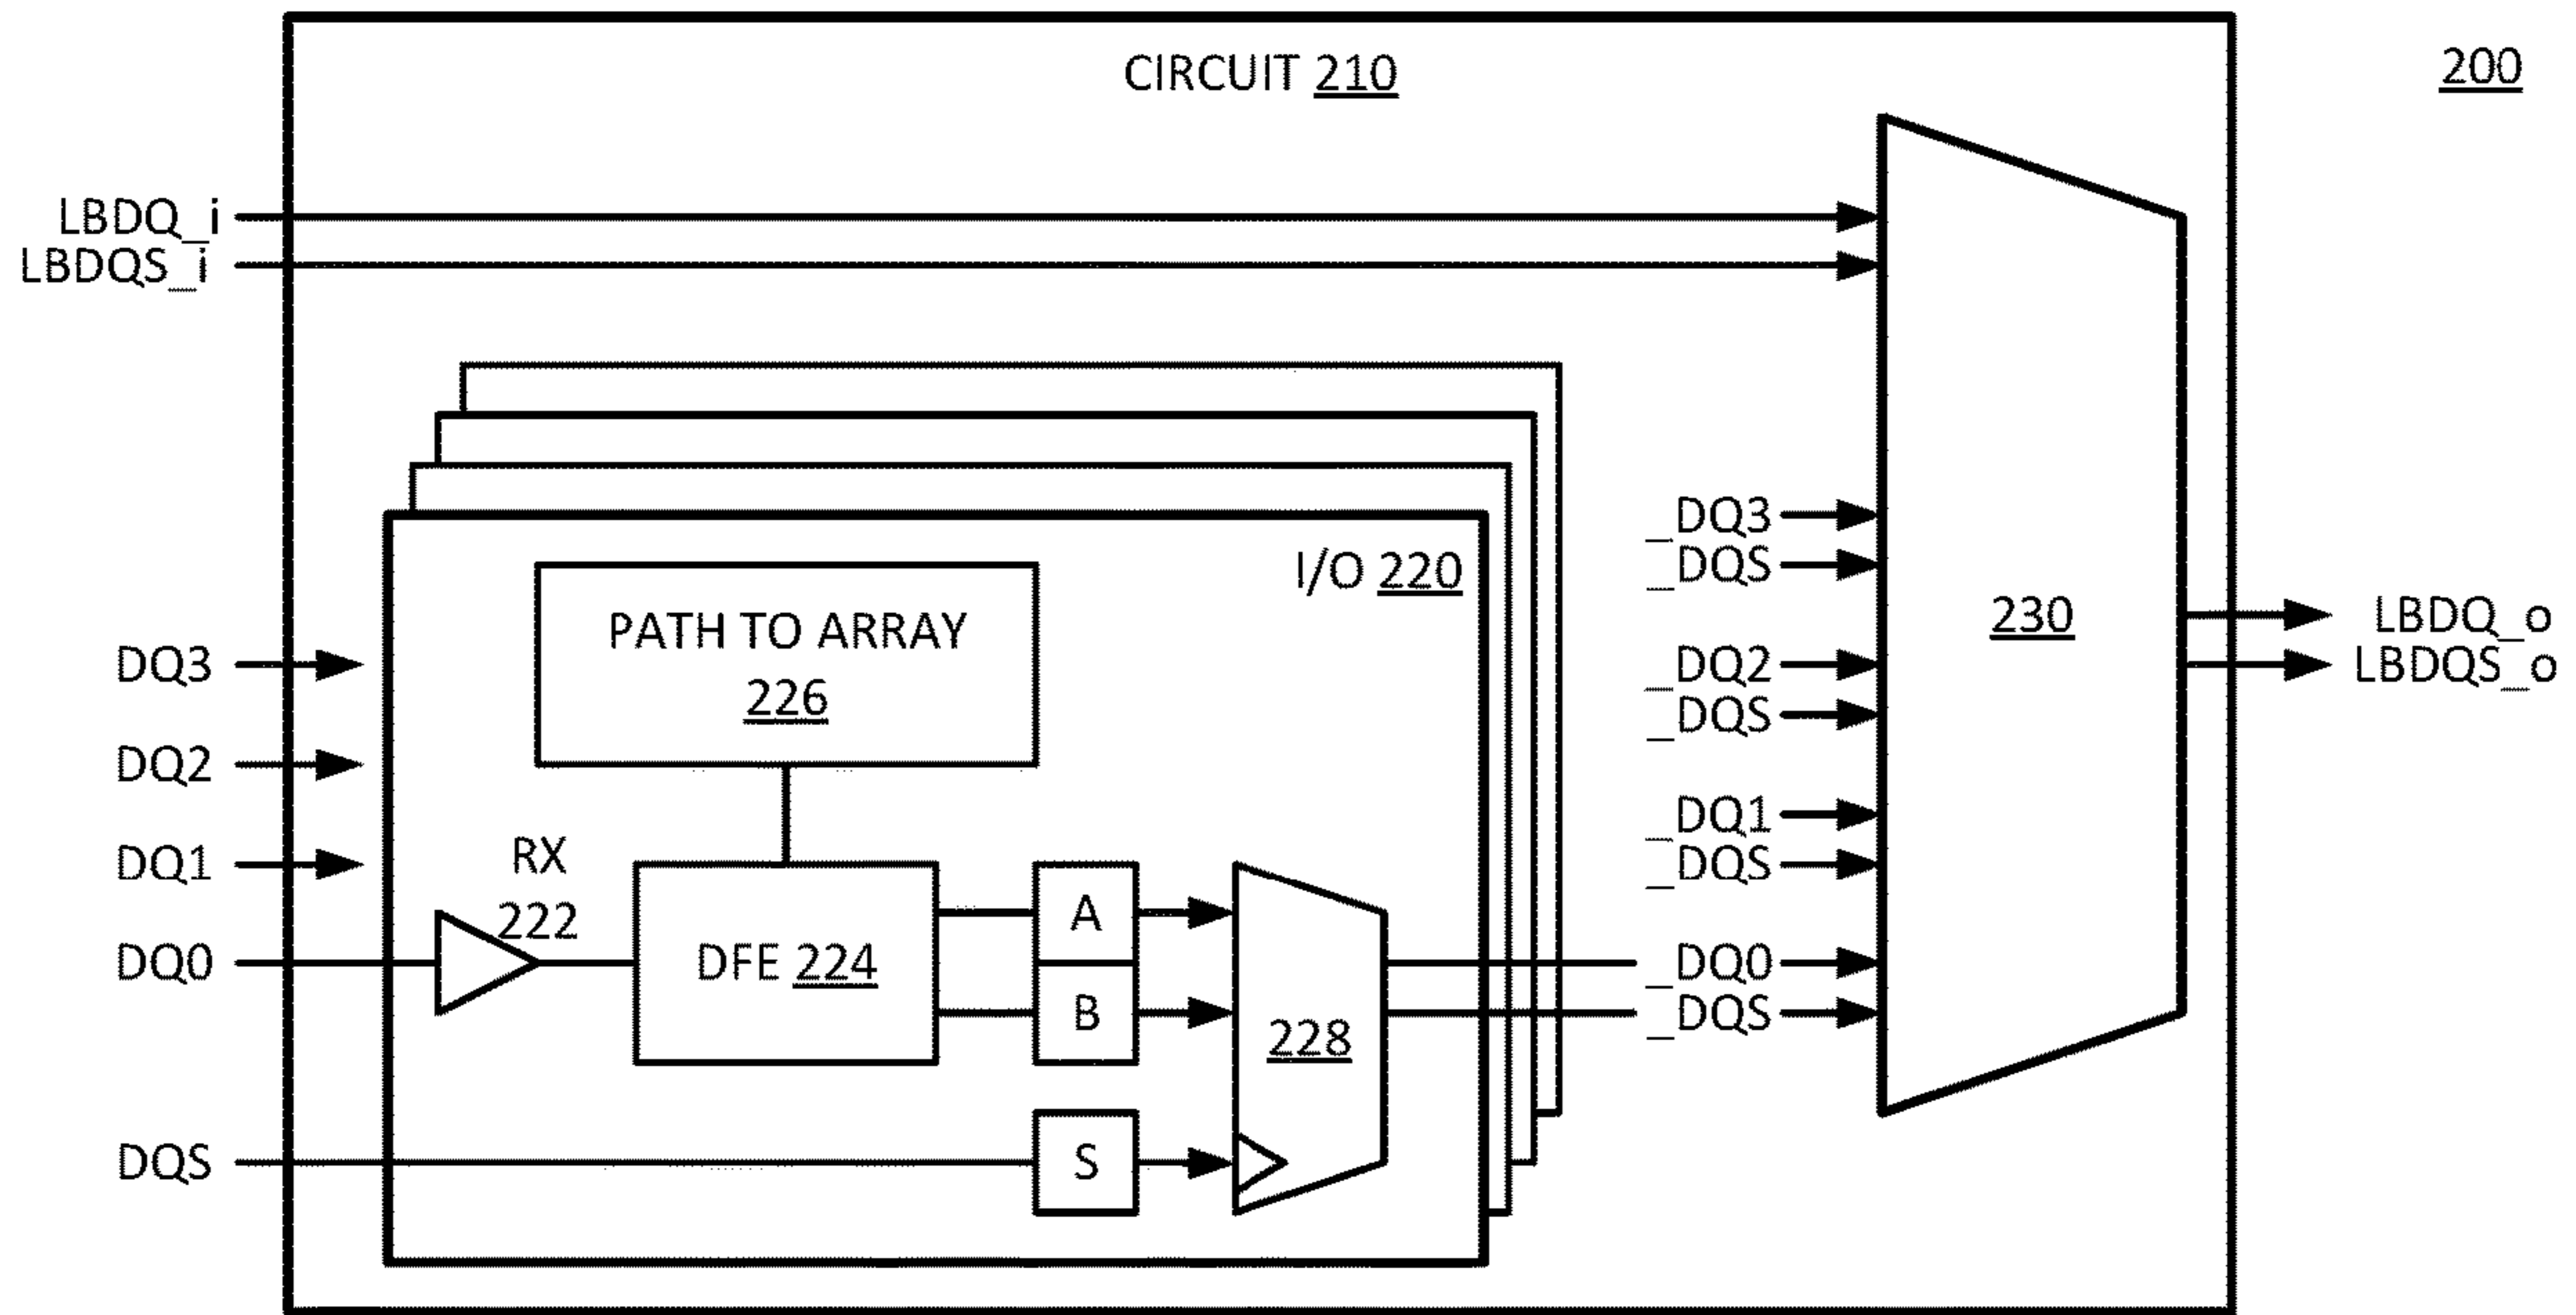 CIRCUIT 210
200
LBDQ_i
LBDQS_i
I/O 220
PATH TO ARRAY
226
DQ3
DQ2
DQ1
DQ0
DQS
RX
222
DFE 224
A
B
S
228
_DQ3
_DQS
_DQ2
_DQS
_DQ1
_DQS
_DQ0
_DQS
230
LBDQ_o
LBDQS_o